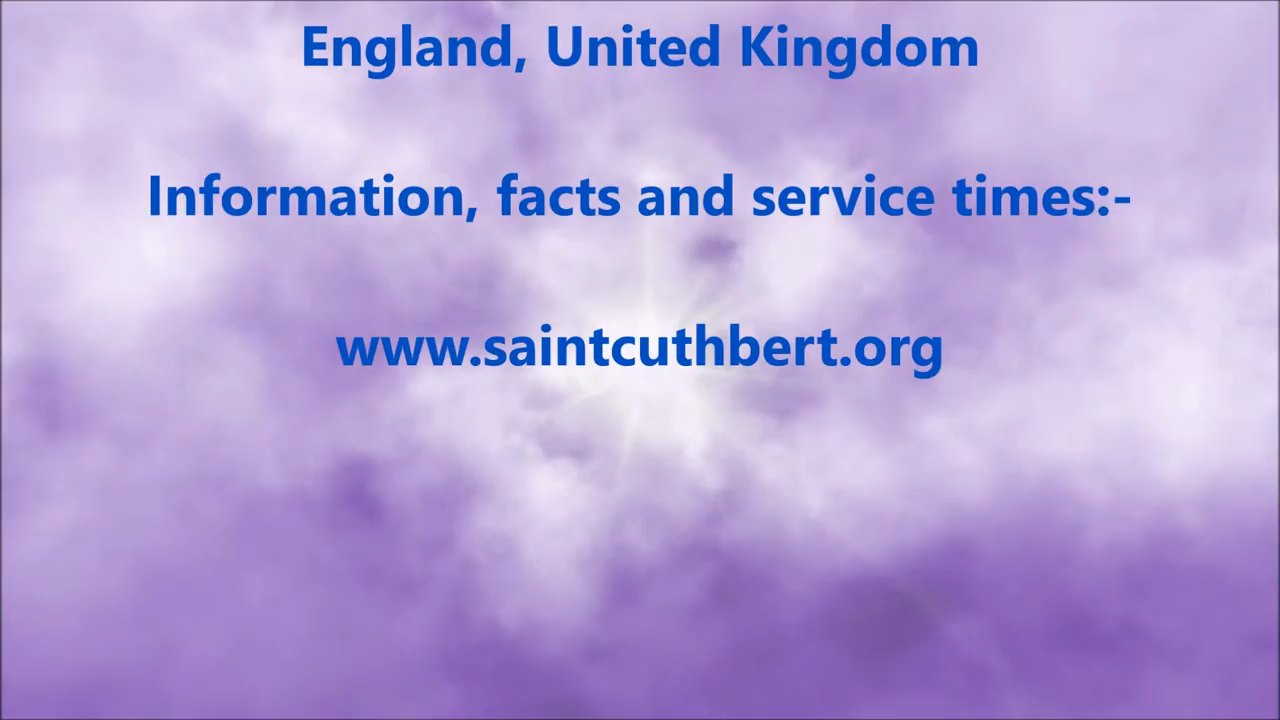 England, United Kingdom
Information, facts and service times:-
www.saintcuthbert.org